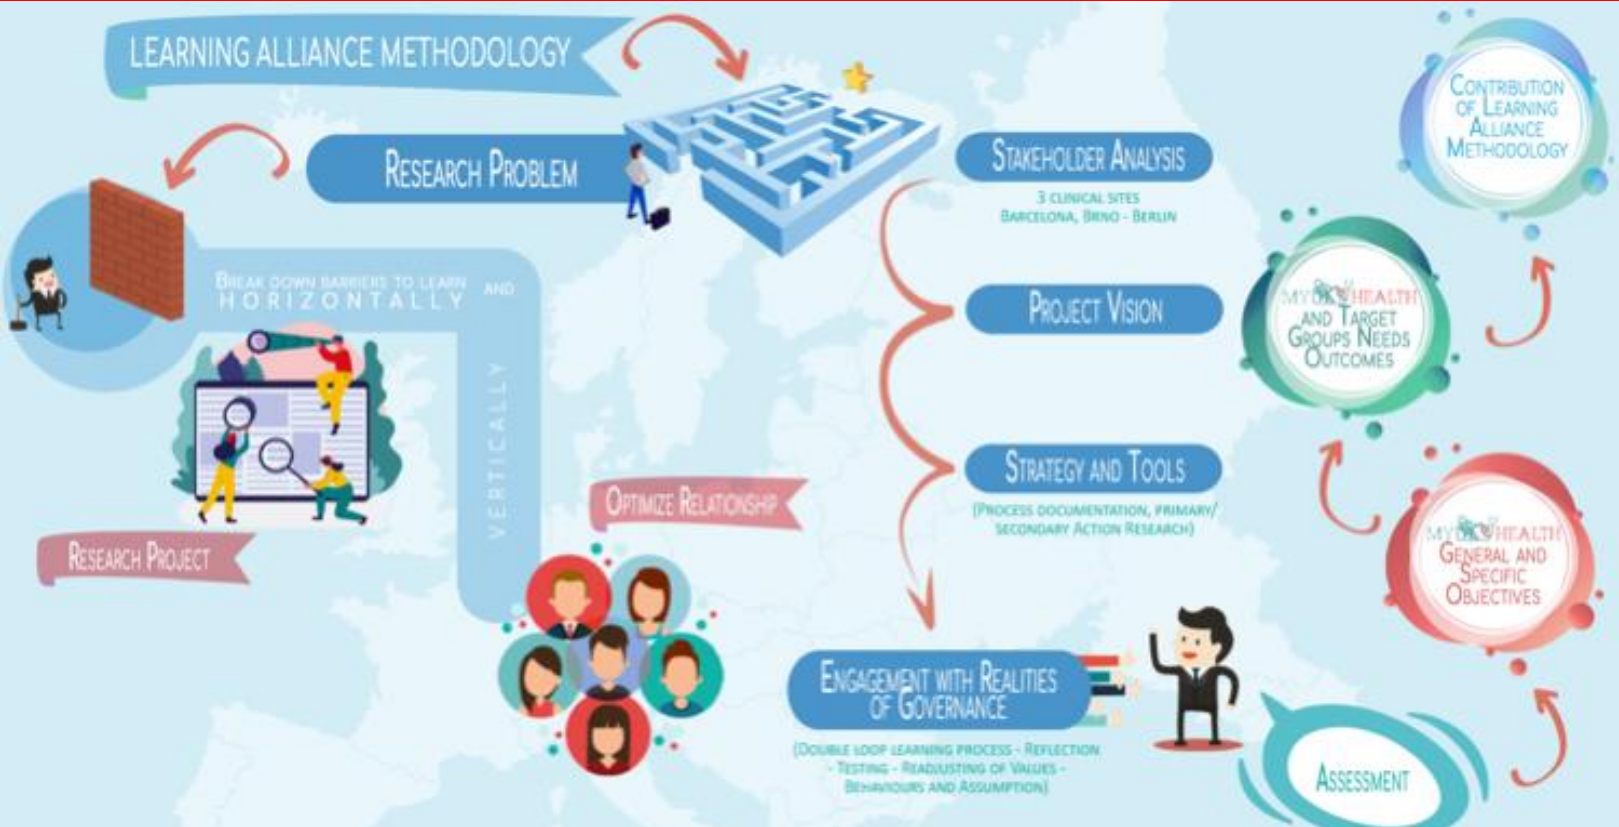 LEARNING ALLIANCE METHODOLOGY
RESEARCH PROBLEM
BREAK DOWN BARRIERS TO LEARN AND
HORIZONTALLY
VERTICALLY
RESEARCH PROJECT
OPTIMIZE RELATIONSHIP
STAKEHOLDER ANALYSIS
3 CLINICAL SITES
BARCELONA, BRNO - BERLIN
PROJECT VISION
STRATEGY AND TOOLS
(PROCESS DOCUMENTATION, PRIMARY/
SECONDARY ACTION RESEARCH)
ENGAGEMENT WITH REALITIES
OF GOVERNANCE
(DOUBLE LOOP LEARNING PROCESS - REFLECTION
- TESTING - READJUSTING OF VALUES -
BEHAVIOURS AND ASSUMPTION)
ASSESSMENT
HEALTH
GENERAL AND
SPECIFIC
OBJECTIVES
HEALTH
AND TARGET
GROUPS NEEDS
OUTCOMES
CONTRIBUTION
OF LEARNING
ALLIANCE
METHODOLOGY